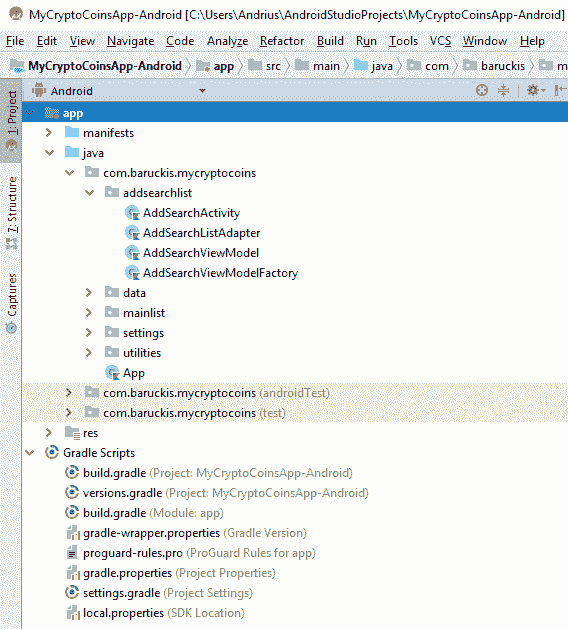 MyCryptoCoinsApp-Android [C:\Users\Andrius\AndroidStudioProjects\MyCryptoCoinsApp-Android]
File Edit View Navigate Code Analyze Refactor Build Run Tools VCS Window Help
MyCryptoCoinsApp-Android app src main java com baruckis m
1: Project
7: Structure
Captures
Android
app
manifests
java
com.baruckis.mycryptocoins
addsearchlist
AddSearchActivity
AddSearchListAdapter
AddSearchViewModel
AddSearchViewModelFactory
data
mainlist
settings
utilities
App
com.baruckis.mycryptocoins (androidTest)
com.baruckis.mycryptocoins (test)
res
Gradle Scripts
build.gradle (Project: MyCryptoCoinsApp-Android)
versions.gradle (Project: MyCryptoCoinsApp-Android)
build.gradle (Module: app)
gradle-wrapper.properties (Gradle Version)
proguard-rules.pro (ProGuard Rules for app)
gradle.properties (Project Properties)
settings.gradle (Project Settings)
local.properties (SDK Location)